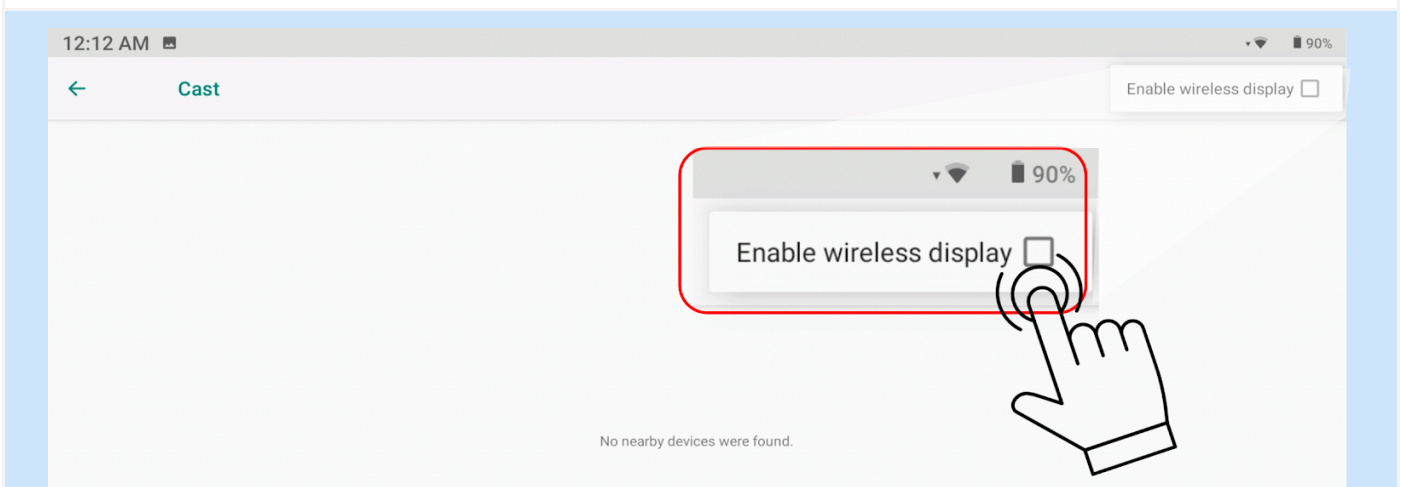 12:12 AM 90%
Cast Enable wireless display
90%
Enable wireless display
No nearby devices were found.